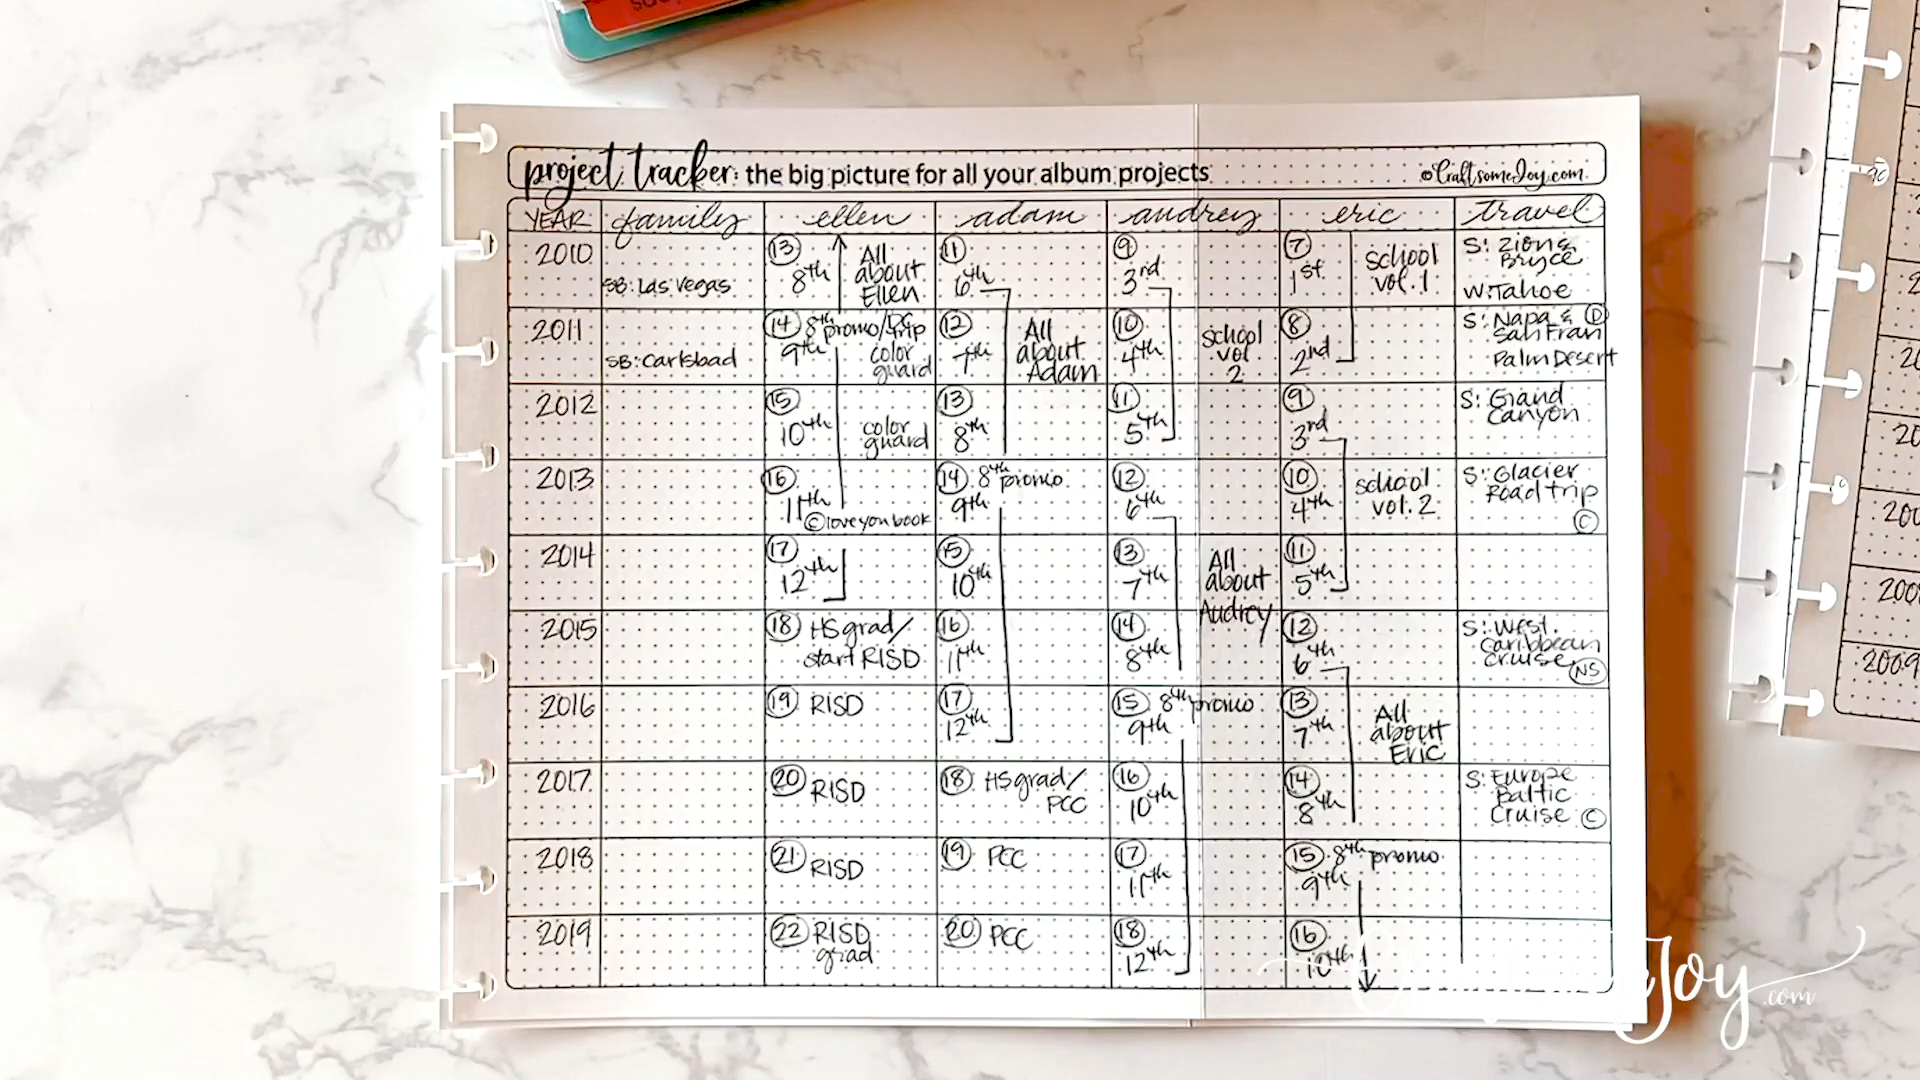 project tracker: the big picture for all your album projects
©CraftsomeJoy.com
YEAR family ellen adam audrey eric travel
2010
SB: Las Vegas
13
8th
All
about
Ellen
11
6th
9
3rd
7
1st
school
vol. 1
S: Zion &
Bryce
W: Tahoe
2011
SB: Carlsbad
14 8th promo/DC trip
9th
color
guard
12
7th
All
about
Adam
10
4th
school
vol
2
8
2nd
S: Napa & D
San Fran
Palm Desert
2012
15
10th
color
guard
13
8th
11
5th
9
3rd
S: Grand
Canyon
2013
16
11th
C love you book
14 8th promo
9th
12
6th
10
4th
school
vol. 2
S: Glacier
Road trip
C
2014
17
12th
15
10th
13
7th
All
about
Audrey
11
5th
2015
18 HS grad/
start RISD
16
11th
14
8th
12
6th
S: West.
Caribbean
cruise
NS
2016
19 RISD
17
12th
15 8th promo
9th
13
7th
All
about
Eric
2017
20 RISD
18 HS grad/
PCC
16
10th
14
8th
S: Europe
Baltic
Cruise C
2018
21 RISD
19 PCC
17
11th
15 8th promo
9th
2019
22 RISD
grad
20 PCC
18
12th
16
10th
Joy.com
2009